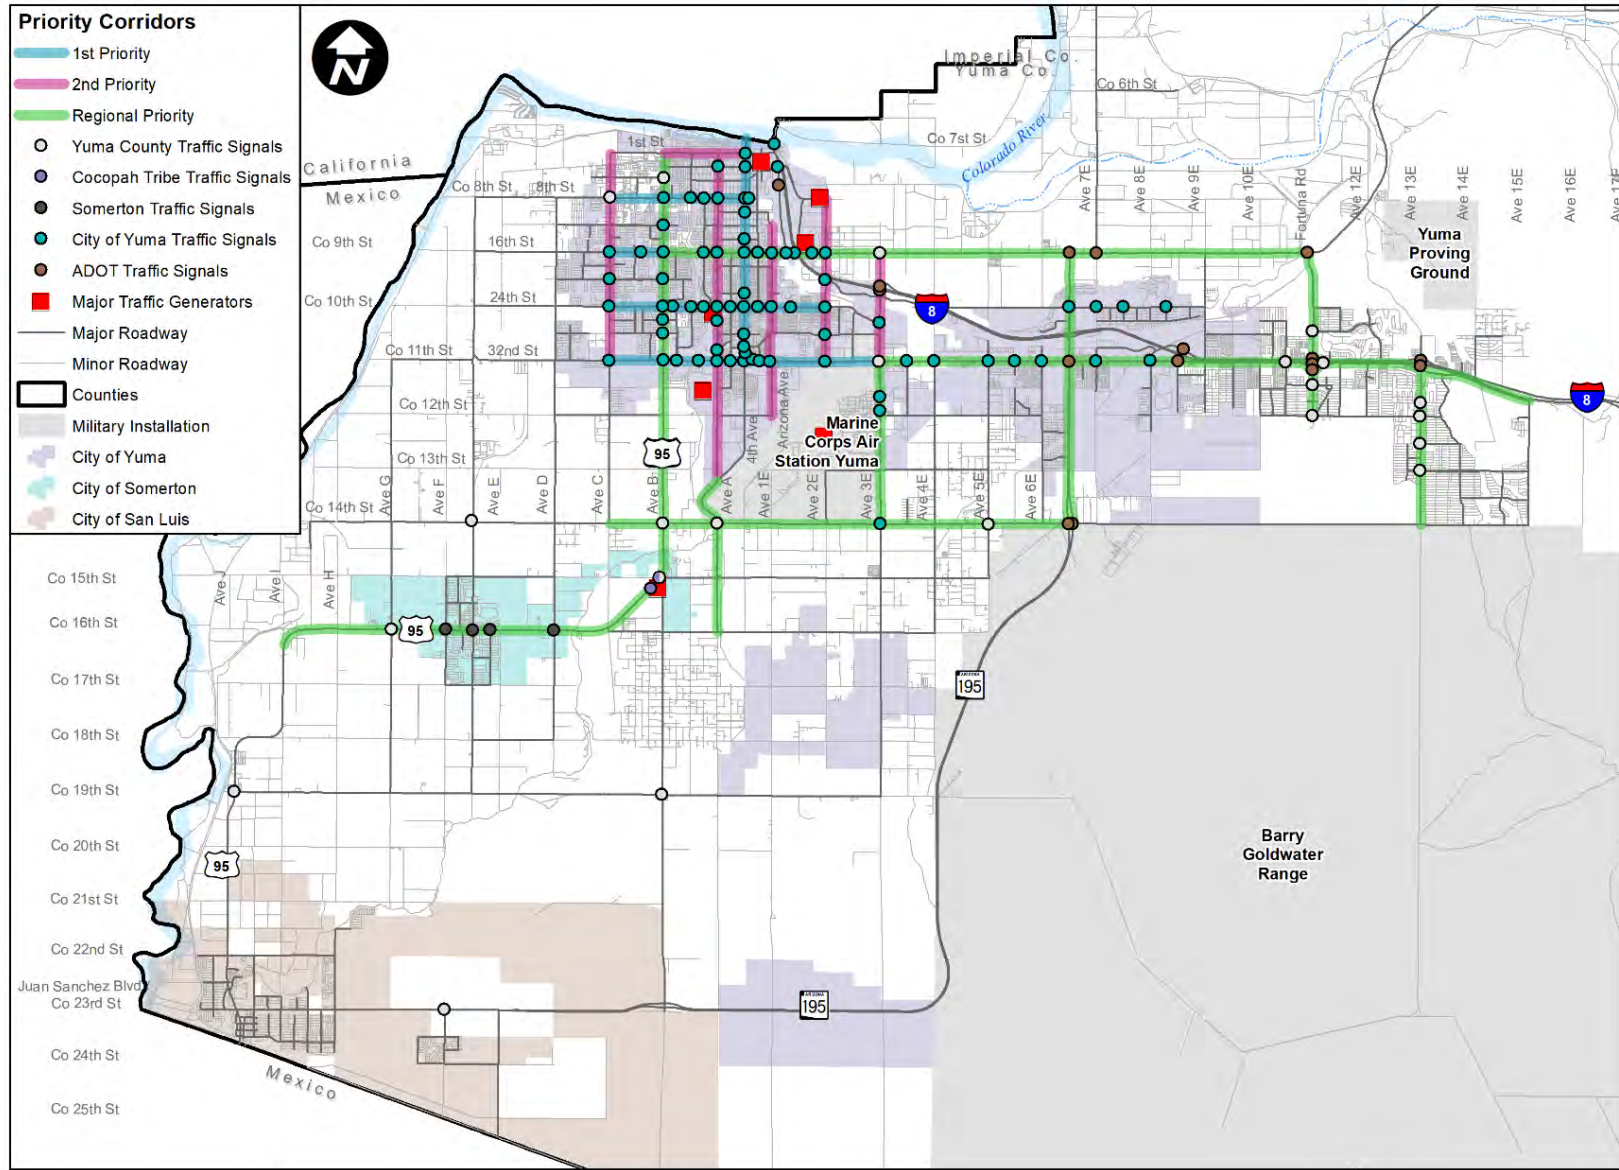 Priority Corridors
1st Priority
2nd Priority
Regional Priority
Yuma County Traffic Signals
Cocopah Tribe Traffic Signals
Somerton Traffic Signals
City of Yuma Traffic Signals
ADOT Traffic Signals
Major Traffic Generators
Major Roadway
Minor Roadway
Counties
Military Installation
City of Yuma
City of Somerton
City of San Luis
N
Imperial Co.
Yuma Co.
Co 6th St
California
Mexico
1st St
Co 7th St
Colorado River
Co 8th St
8th St
Co 9th St
16th St
Co 10th St
24th St
Co 11th St
32nd St
Co 12th St
Co 13th St
Co 14th St
Ave 7E
Ave 8E
Ave 9E
Ave 10E
Fortuna Rd
Ave 12E
Ave 13E
Ave 14E
Ave 15E
Ave 16E
Ave 17E
Yuma
Proving
Ground
8
8
Marine
Corps Air
Station Yuma
95
4th Ave
Arizona Ave
Ave G
Ave F
Ave E
Ave D
Ave C
Ave B
Ave A
Ave 1E
Ave 2E
Ave 3E
Ave 4E
Ave 5E
Ave 6E
Ave J
Ave I
Ave H
Co 15th St
Co 16th St
95
Co 17th St
ARIZONA
195
Co 18th St
Co 19th St
Co 20th St
95
Barry
Goldwater
Range
Co 21st St
Co 22nd St
Juan Sanchez Blvd
Co 23rd St
ARIZONA
195
Co 24th St
Mexico
Co 25th St